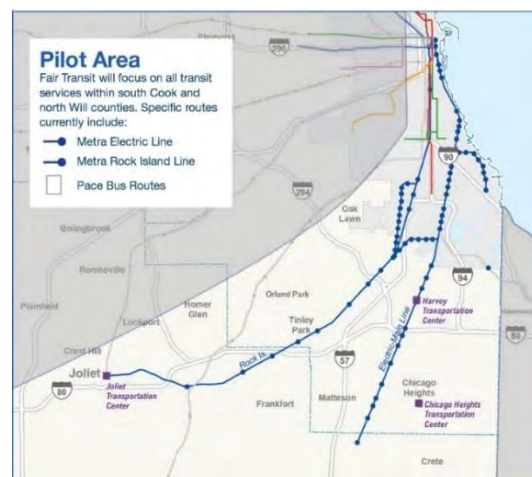 Pilot Area
Fair Transit will focus on all transit
services within south Cook and
north Will counties. Specific routes
currently include:
Metra Electric Line
Metra Rock Island Line
Pace Bus Routes
290
90
294
Oak
Lawn
Bolingbrook
Romeoville
Plainfield
Lockport
Homer
Glen
Orland Park
94
Harvey
Transportation
Center
Tinley
Park
Electric Main Line
Crest Hill
Rock Is.
50
Joliet
Joliet
Transportation
Center
80
57
Chicago
Heights
Chicago Heights
Transportation
Center
Frankfort
Matteson
Crete